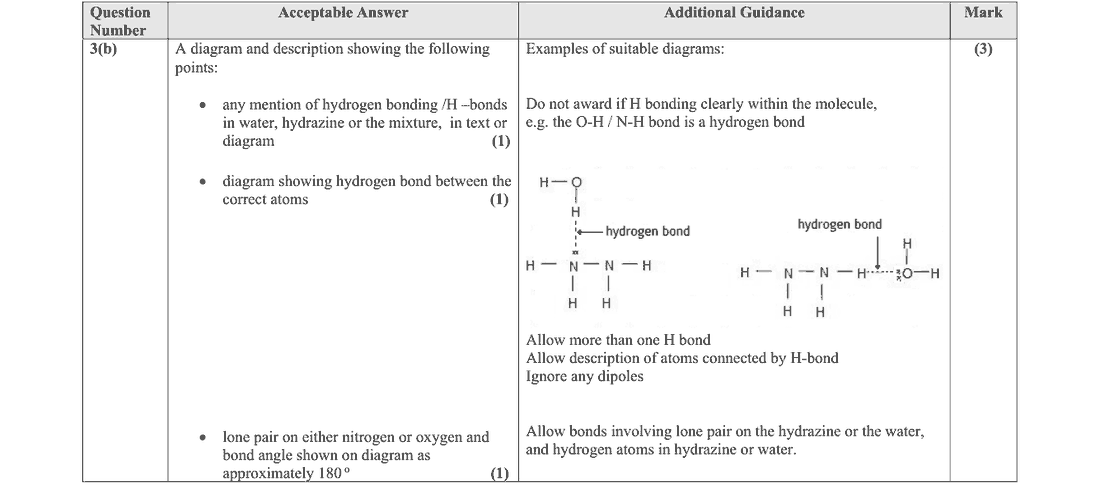 Question Number
Acceptable Answer
Additional Guidance
Mark
3(b)
A diagram and description showing the following
points:
• any mention of hydrogen bonding /H –bonds
in water, hydrazine or the mixture, in text or
diagram (1)
• diagram showing hydrogen bond between the
correct atoms (1)
• lone pair on either nitrogen or oxygen and
bond angle shown on diagram as
approximately 180° (1)
Examples of suitable diagrams:
Do not award if H bonding clearly within the molecule,
e.g. the O-H / N-H bond is a hydrogen bond
H — O
H
hydrogen bond
H — N — N — H
H H
hydrogen bond
H
H — N — N — H O — H
H H
Allow more than one H bond
Allow description of atoms connected by H-bond
Ignore any dipoles
Allow bonds involving lone pair on the hydrazine or the water,
and hydrogen atoms in hydrazine or water.
(3)